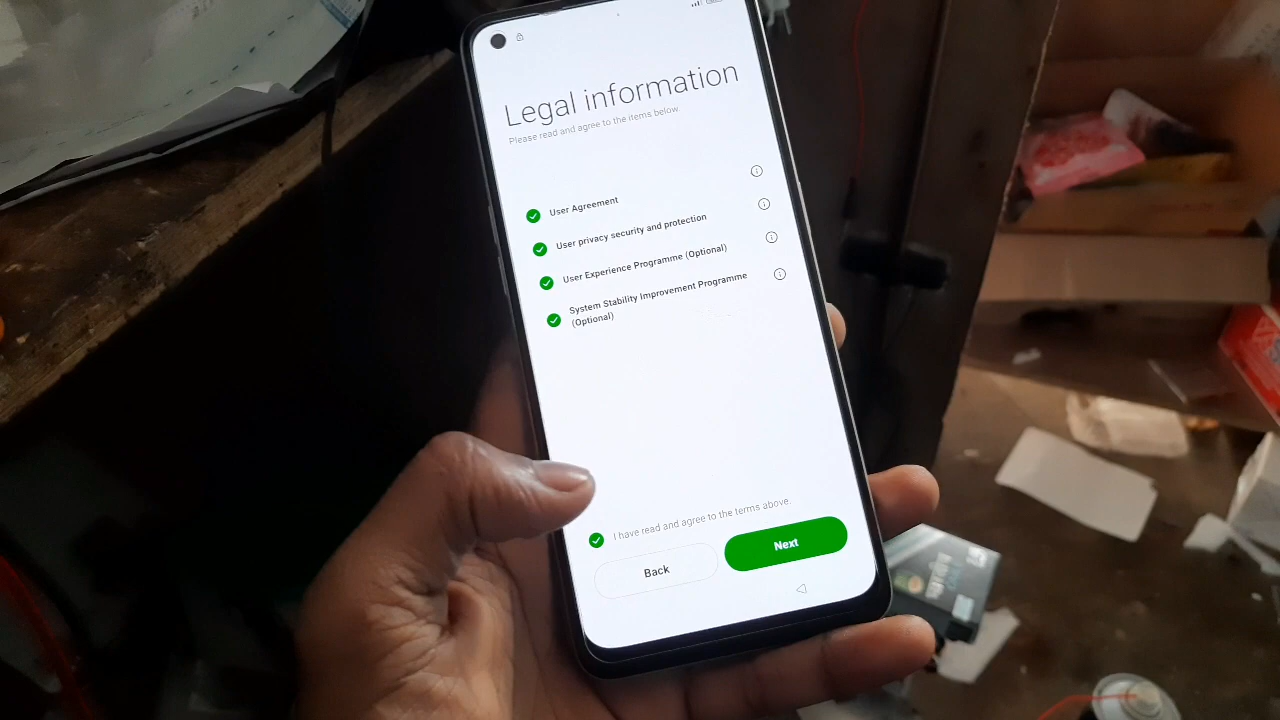 Legal information
Please read and agree to the items below.
User Agreement
User privacy security and protection
User Experience Programme (Optional)
System Stability Improvement Programme
(Optional)
I have read and agree to the terms above.
Back
Next